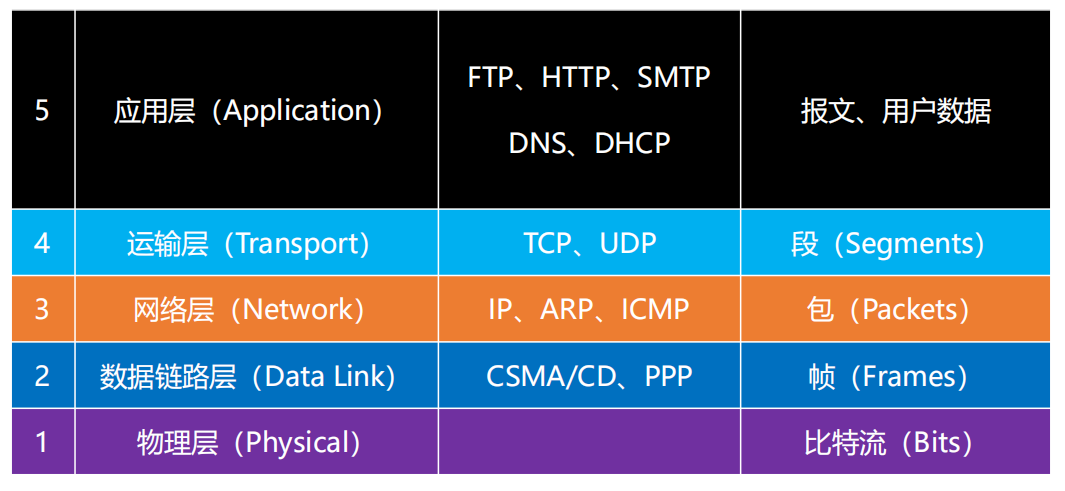 5
应用层（Application）
FTP、HTTP、SMTP
DNS、DHCP
报文、用户数据
4
运输层（Transport）
TCP、UDP
段（Segments）
3
网络层（Network）
IP、ARP、ICMP
包（Packets）
2
数据链路层（Data Link）
CSMA/CD、PPP
帧（Frames）
1
物理层（Physical）
比特流（Bits）